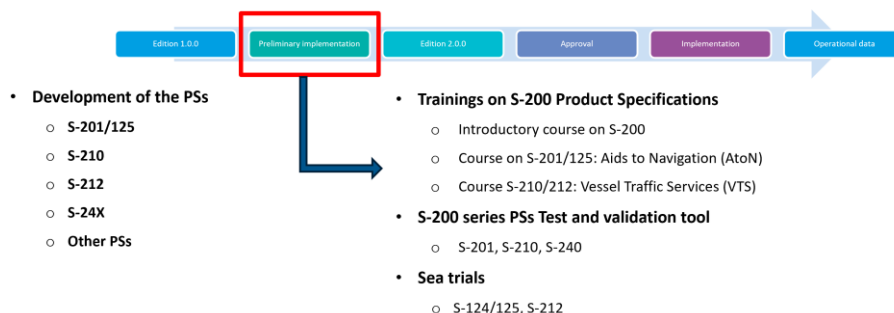 Edition 1.0.0
Preliminary implementation
Edition 2.0.0
Approval
Implementation
Operational data
• Development of the PSs
o S-201/125
o S-210
o S-212
o S-24X
o Other PSs
• Trainings on S-200 Product Specifications
o Introductory course on S-200
o Course on S-201/125: Aids to Navigation (AtoN)
o Course S-210/212: Vessel Traffic Services (VTS)
• S-200 series PSs Test and validation tool
o S-201, S-210, S-240
• Sea trials
o S-124/125, S-212